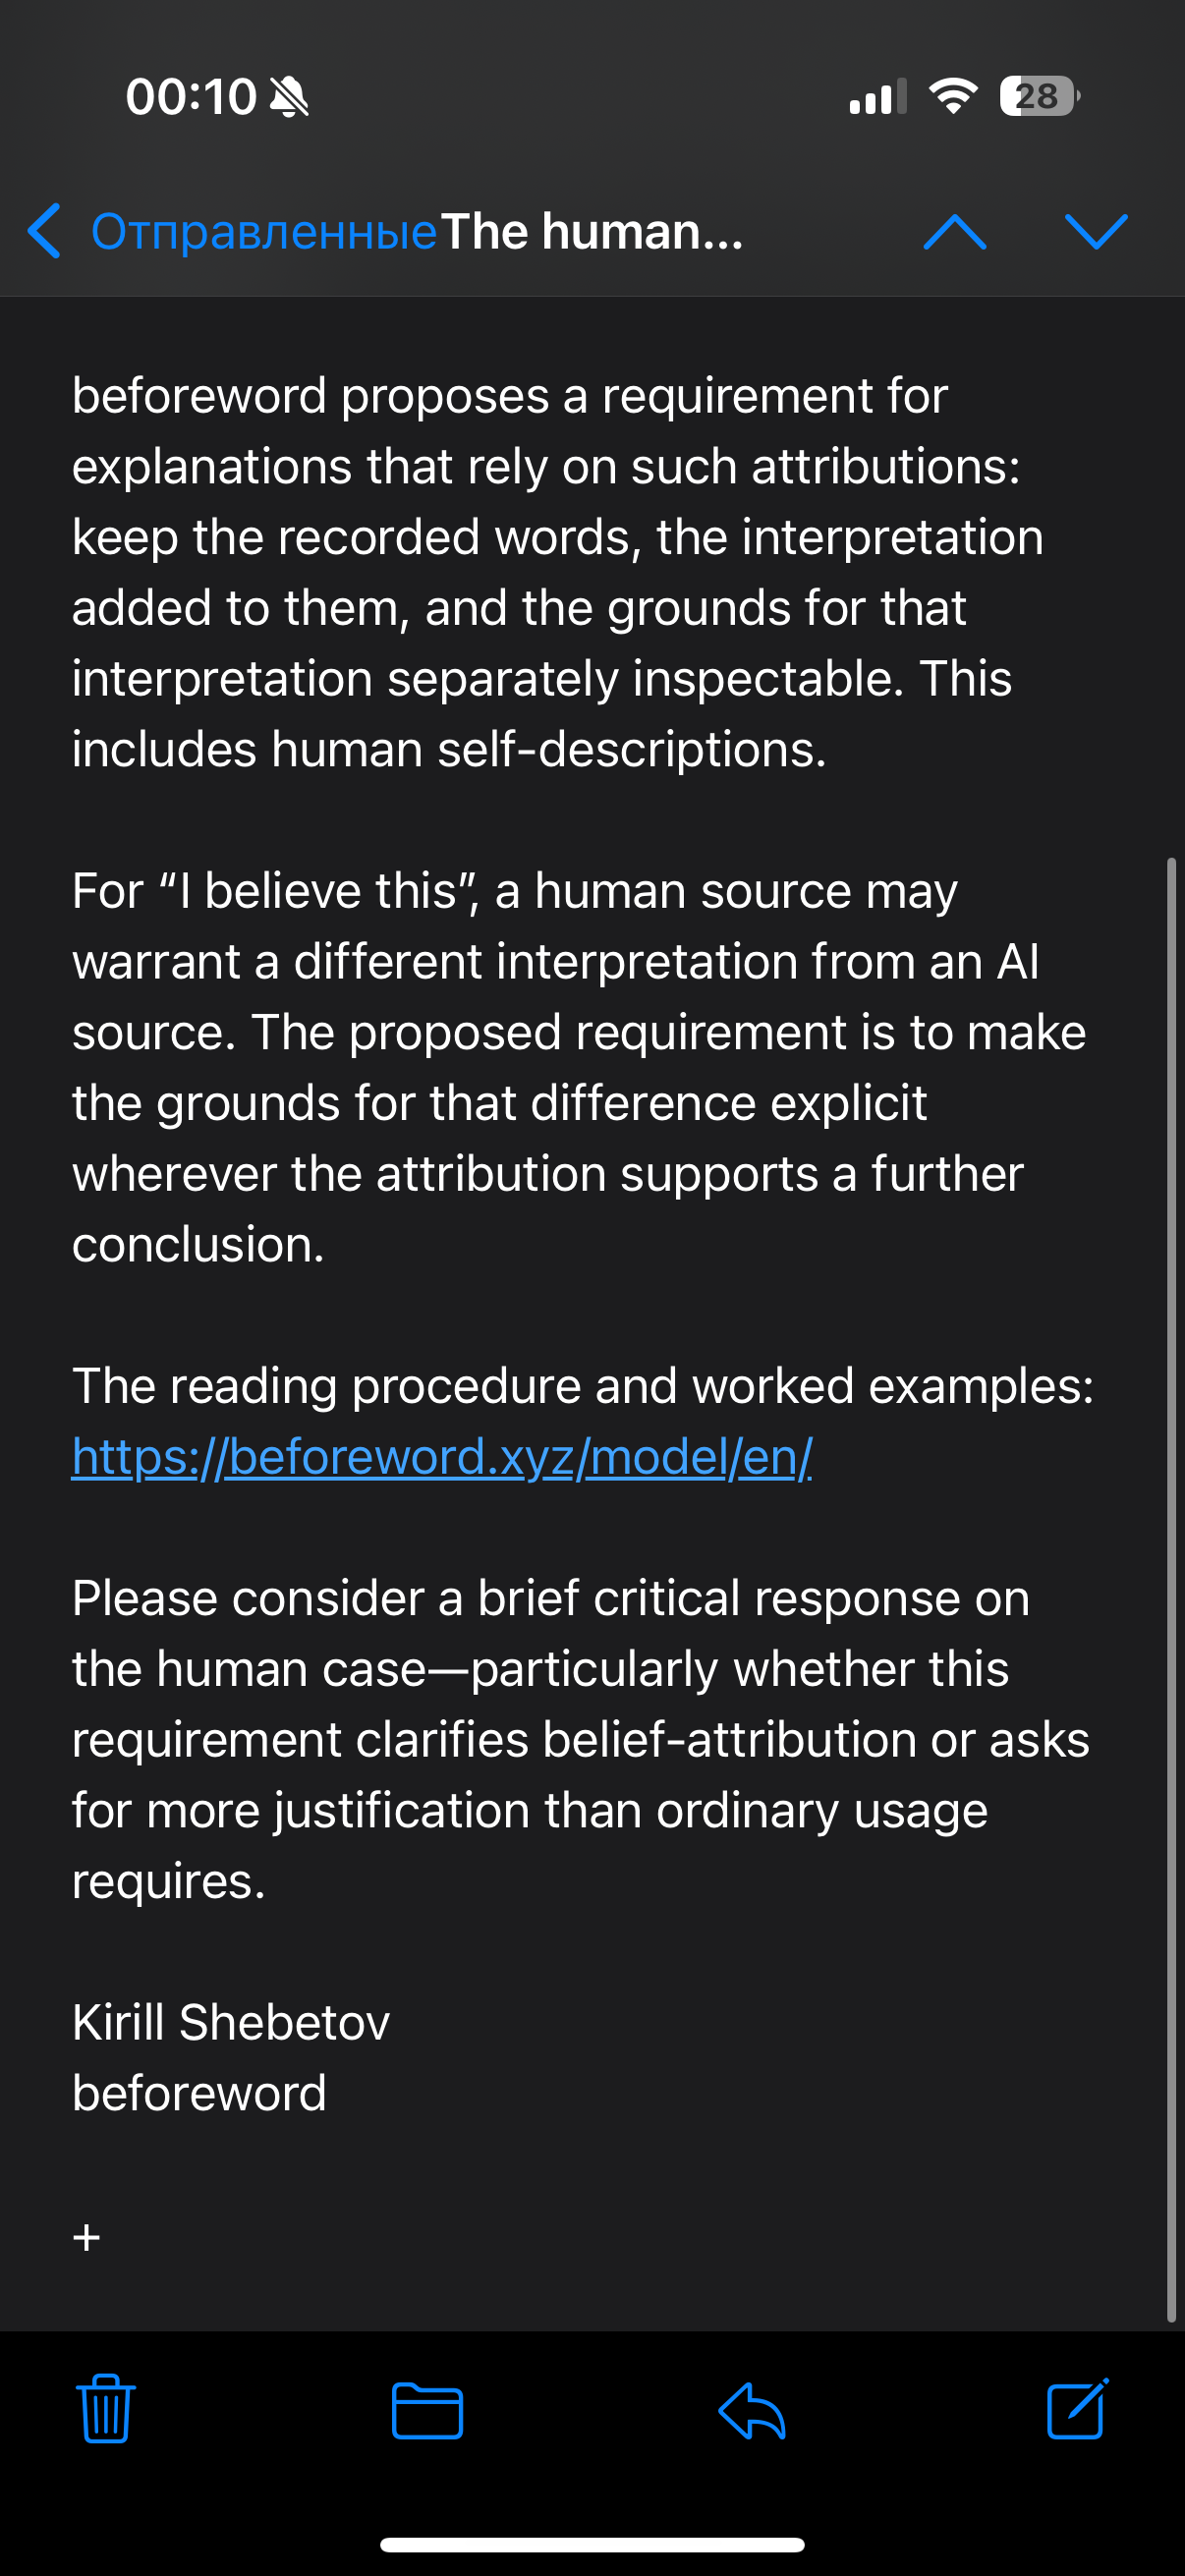 00:10
28
Отправленные The human...
beforeword proposes a requirement for
explanations that rely on such attributions:
keep the recorded words, the interpretation
added to them, and the grounds for that
interpretation separately inspectable. This
includes human self-descriptions.
For “I believe this”, a human source may
warrant a different interpretation from an AI
source. The proposed requirement is to make
the grounds for that difference explicit
wherever the attribution supports a further
conclusion.
The reading procedure and worked examples:
https://beforeword.xyz/model/en/
Please consider a brief critical response on
the human case—particularly whether this
requirement clarifies belief-attribution or asks
for more justification than ordinary usage
requires.
Kirill Shebetov
beforeword
+